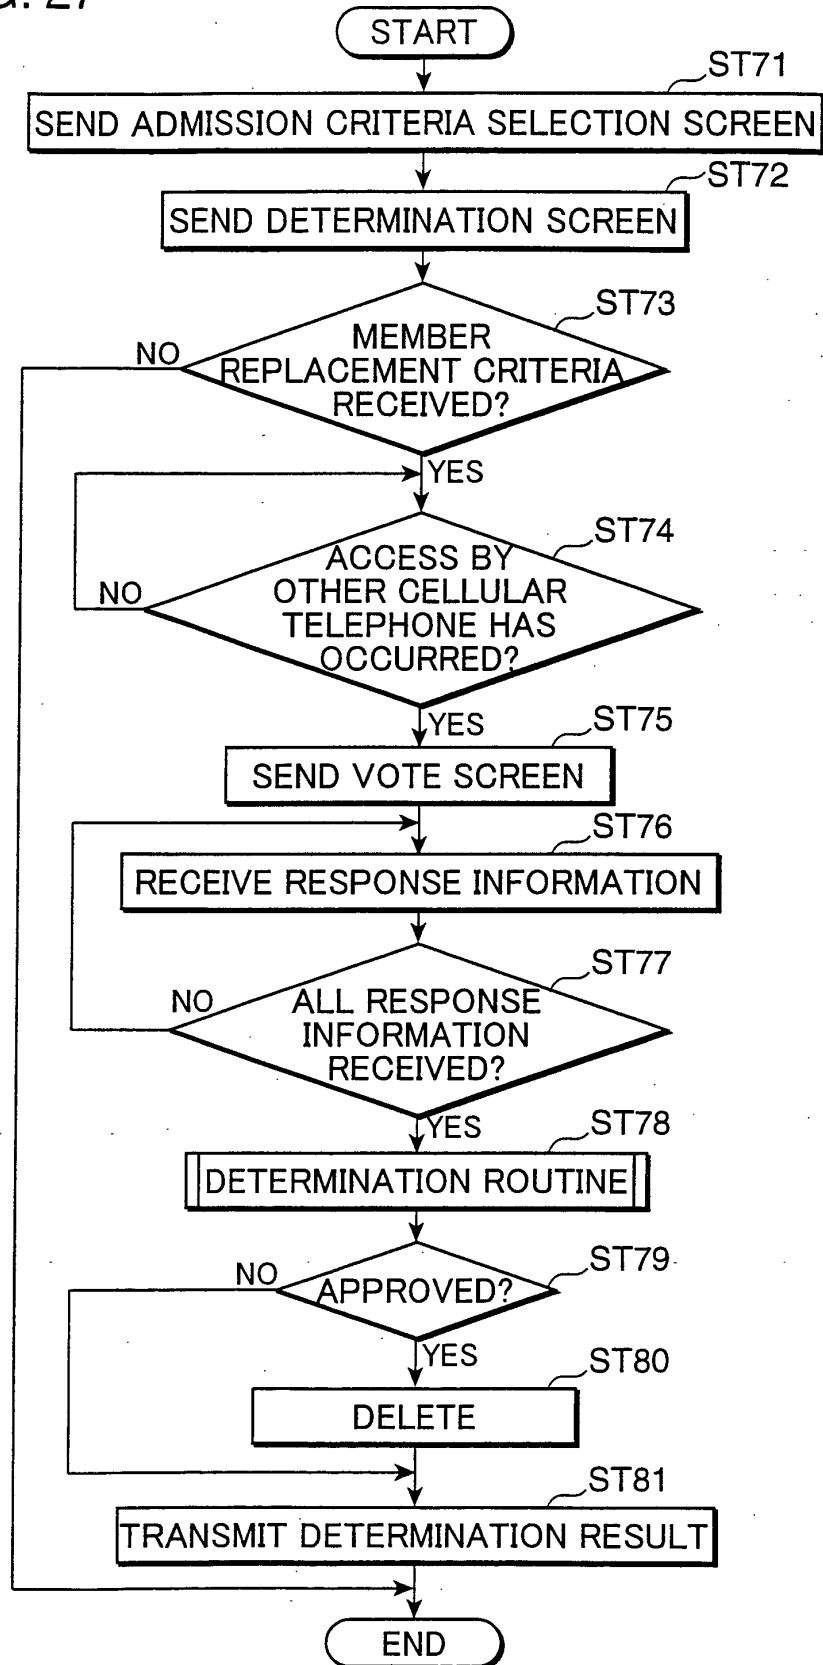 START
ST71
SEND ADMISSION CRITERIA SELECTION SCREEN
ST72
SEND DETERMINATION SCREEN
ST73
MEMBER
REPLACEMENT CRITERIA
RECEIVED?
NO
YES
ST74
ACCESS BY
OTHER CELLULAR
TELEPHONE HAS
OCCURRED?
NO
YES
ST75
SEND VOTE SCREEN
ST76
RECEIVE RESPONSE INFORMATION
ST77
ALL RESPONSE
INFORMATION
RECEIVED?
NO
YES
ST78
DETERMINATION ROUTINE
ST79
APPROVED?
NO
YES
ST80
DELETE
ST81
TRANSMIT DETERMINATION RESULT
END